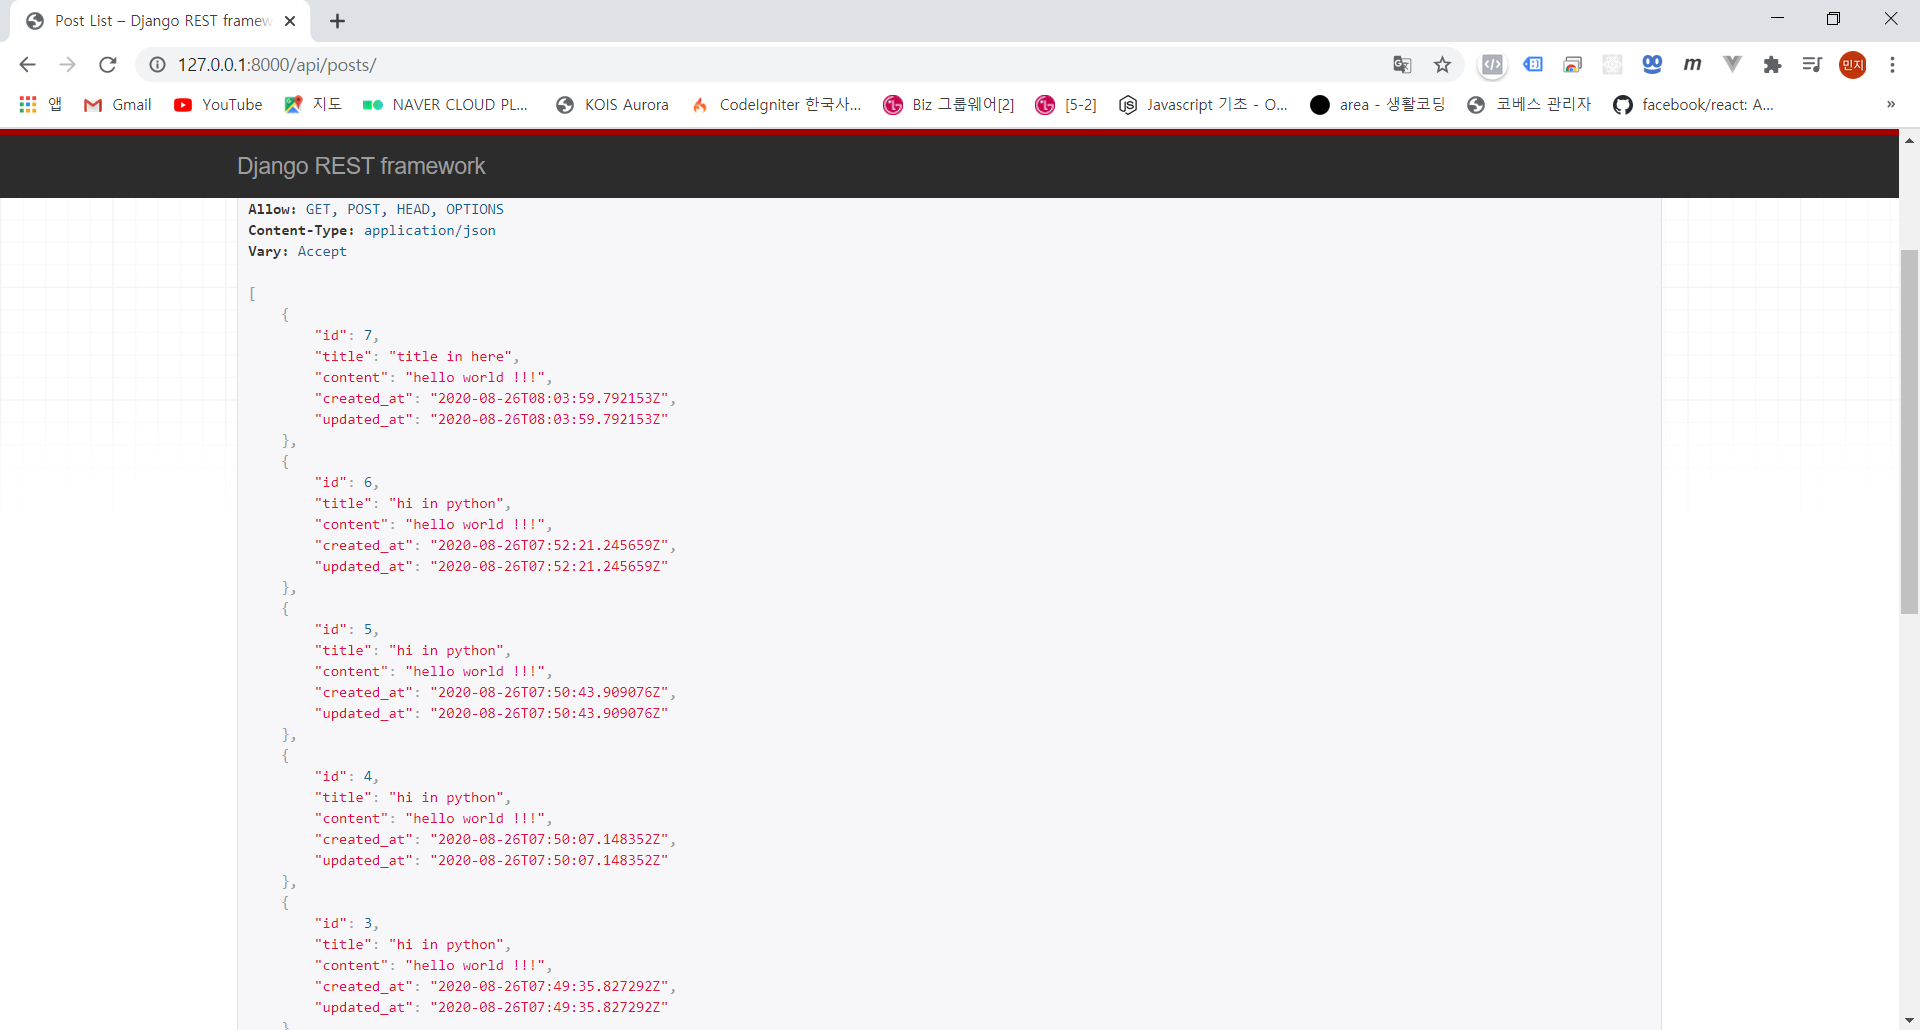 Post List – Django REST framew
127.0.0.1:8000/api/posts/
민지
앱 Gmail YouTube 지도 NAVER CLOUD PL... KOIS Aurora CodeIgniter 한국사... Biz 그룹웨어[2] [5-2] Javascript 기초 - O... area - 생활코딩 코베스 관리자 facebook/react: A... »
Django REST framework
Allow: GET, POST, HEAD, OPTIONS
Content-Type: application/json
Vary: Accept
[
{
"id": 7,
"title": "title in here",
"content": "hello world !!!",
"created_at": "2020-08-26T08:03:59.792153Z",
"updated_at": "2020-08-26T08:03:59.792153Z"
},
{
"id": 6,
"title": "hi in python",
"content": "hello world !!!",
"created_at": "2020-08-26T07:52:21.245659Z",
"updated_at": "2020-08-26T07:52:21.245659Z"
},
{
"id": 5,
"title": "hi in python",
"content": "hello world !!!",
"created_at": "2020-08-26T07:50:43.909076Z",
"updated_at": "2020-08-26T07:50:43.909076Z"
},
{
"id": 4,
"title": "hi in python",
"content": "hello world !!!",
"created_at": "2020-08-26T07:50:07.148352Z",
"updated_at": "2020-08-26T07:50:07.148352Z"
},
{
"id": 3,
"title": "hi in python",
"content": "hello world !!!",
"created_at": "2020-08-26T07:49:35.827292Z",
"updated_at": "2020-08-26T07:49:35.827292Z"
}